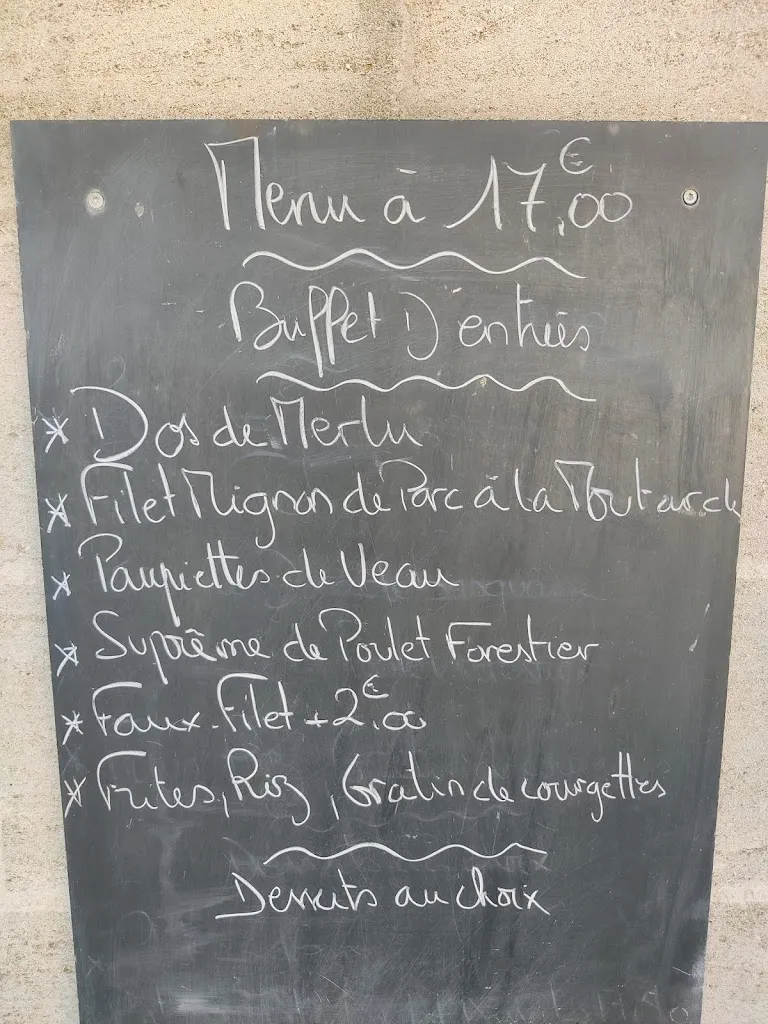 Menu à 17.00 €
Buffet D'entrées
* Dos de Merlu
* Filet Mignon de Porc à la Moutarde
* Paupiettes de Veau
* Suprême de Poulet Forestier
* Faux-Filet + 2.00 €
* Frites, Riz, Gratin de courgettes
Desserts au choix